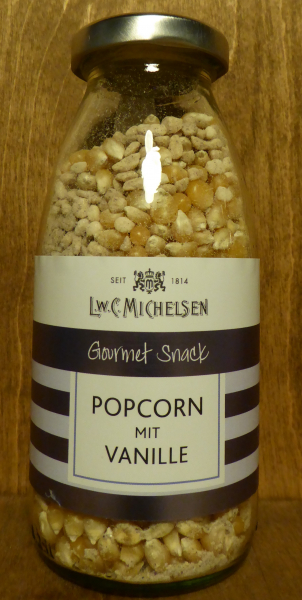 SEIT 1814
L.W.C. MICHELSEN
Gourmet Snack
POPCORN
MIT
VANILLE